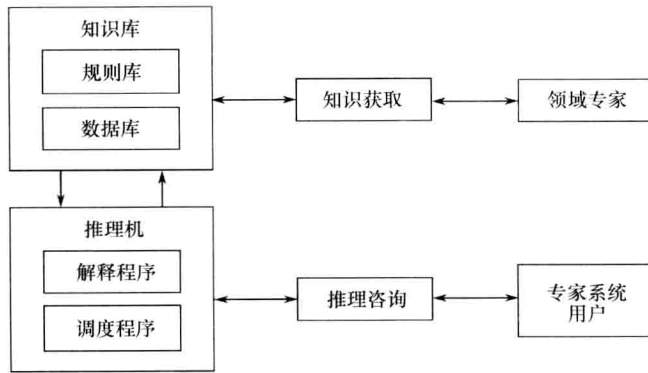 知识库
规则库
数据库
知识获取
领域专家
推理机
解释程序
调度程序
推理咨询
专家系统
用户